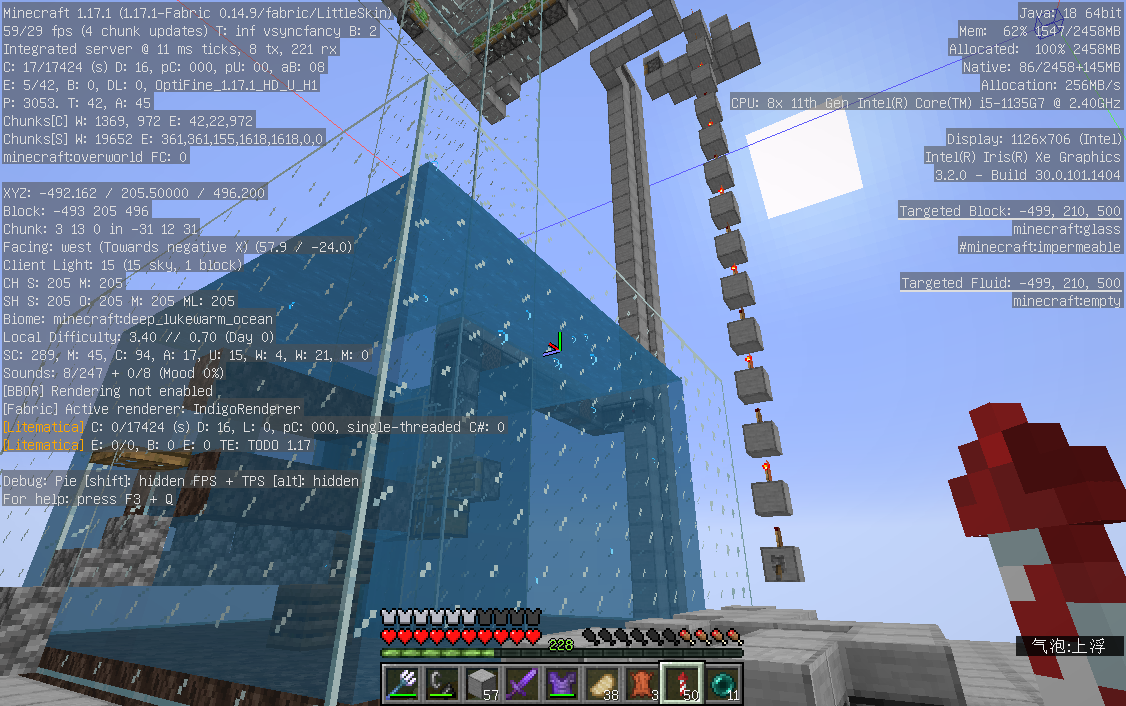 Minecraft 1.17.1 (1.17.1-Fabric 0.14.9/fabric/LittleSkin)
59/29 fps (4 chunk updates) T: inf vsyncfancy B: 2
Integrated server @ 11 ms ticks, 8 tx, 221 rx
C: 17/17424 (s) D: 16, pC: 000, pU: 00, aB: 08
E: 5/42, B: 0, DL: 0, OptiFine_1.17.1_HD_U_H1
P: 3053. T: 42, A: 45
Chunks[C] W: 1369, 972 E: 42,22,972
Chunks[S] W: 19652 E: 361,361,155,1618,1618,0,0
minecraft:overworld FC: 0
XYZ: -492.162 / 205.50000 / 496.200
Block: -493 205 496
Chunk: 3 13 0 in -31 12 31
Facing: west (Towards negative X) (57.9 / -24.0)
Client Light: 15 (15 sky, 1 block)
CH S: 205 M: 205
SH S: 205 O: 205 M: 205 ML: 205
Biome: minecraft:deep_lukewarm_ocean
Local Difficulty: 3.40 // 0.70 (Day 0)
SC: 289, M: 45, C: 94, A: 17, U: 15, W: 4, W: 21, M: 0
Sounds: 8/247 + 0/8 (Mood 0%)
[BBOR] Rendering not enabled
[Fabric] Active renderer: IndigoRenderer
[Litematica] C: 0/17424 (s) D: 16, L: 0, pC: 000, single-threaded C#: 0
[Litematica] E: 0/0, B: 0 E: 0 TE: TODO 1.17
Debug: Pie [shift]: hidden FPS + TPS [alt]: hidden
For help: press F3 + Q
Java: 18 64bit
Mem: 62% 1547/2458MB
Allocated: 100% 2458MB
Native: 86/2458+145MB
Allocation: 256MB/s
CPU: 8x 11th Gen Intel(R) Core(TM) i5-1135G7 @ 2.40GHz
Display: 1126x706 (Intel)
Intel(R) Iris(R) Xe Graphics
3.2.0 - Build 30.0.101.1404
Targeted Block: -499, 210, 500
minecraft:glass
#minecraft:impermeable
Targeted Fluid: -499, 210, 500
minecraft:empty
气泡:上浮
228
57 38 3 50 11